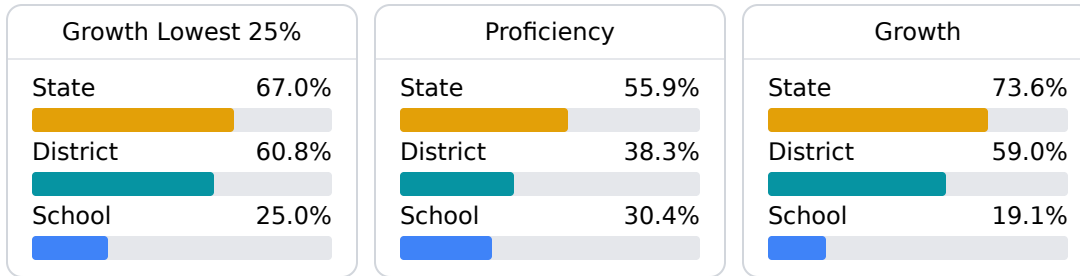 Growth Lowest 25%
State 67.0%
District 60.8%
School 25.0%
Proficiency
State 55.9%
District 38.3%
School 30.4%
Growth
State 73.6%
District 59.0%
School 19.1%